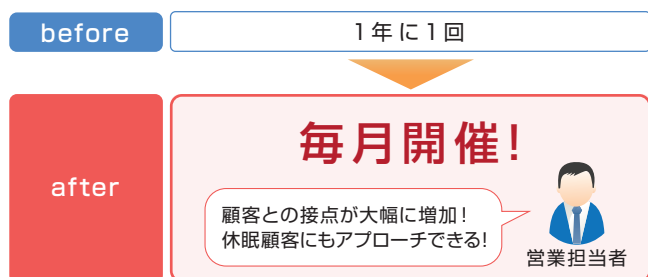 before
1年に1回
after
毎月開催!
顧客との接点が大幅に増加!
休眠顧客にもアプローチできる!
営業担当者